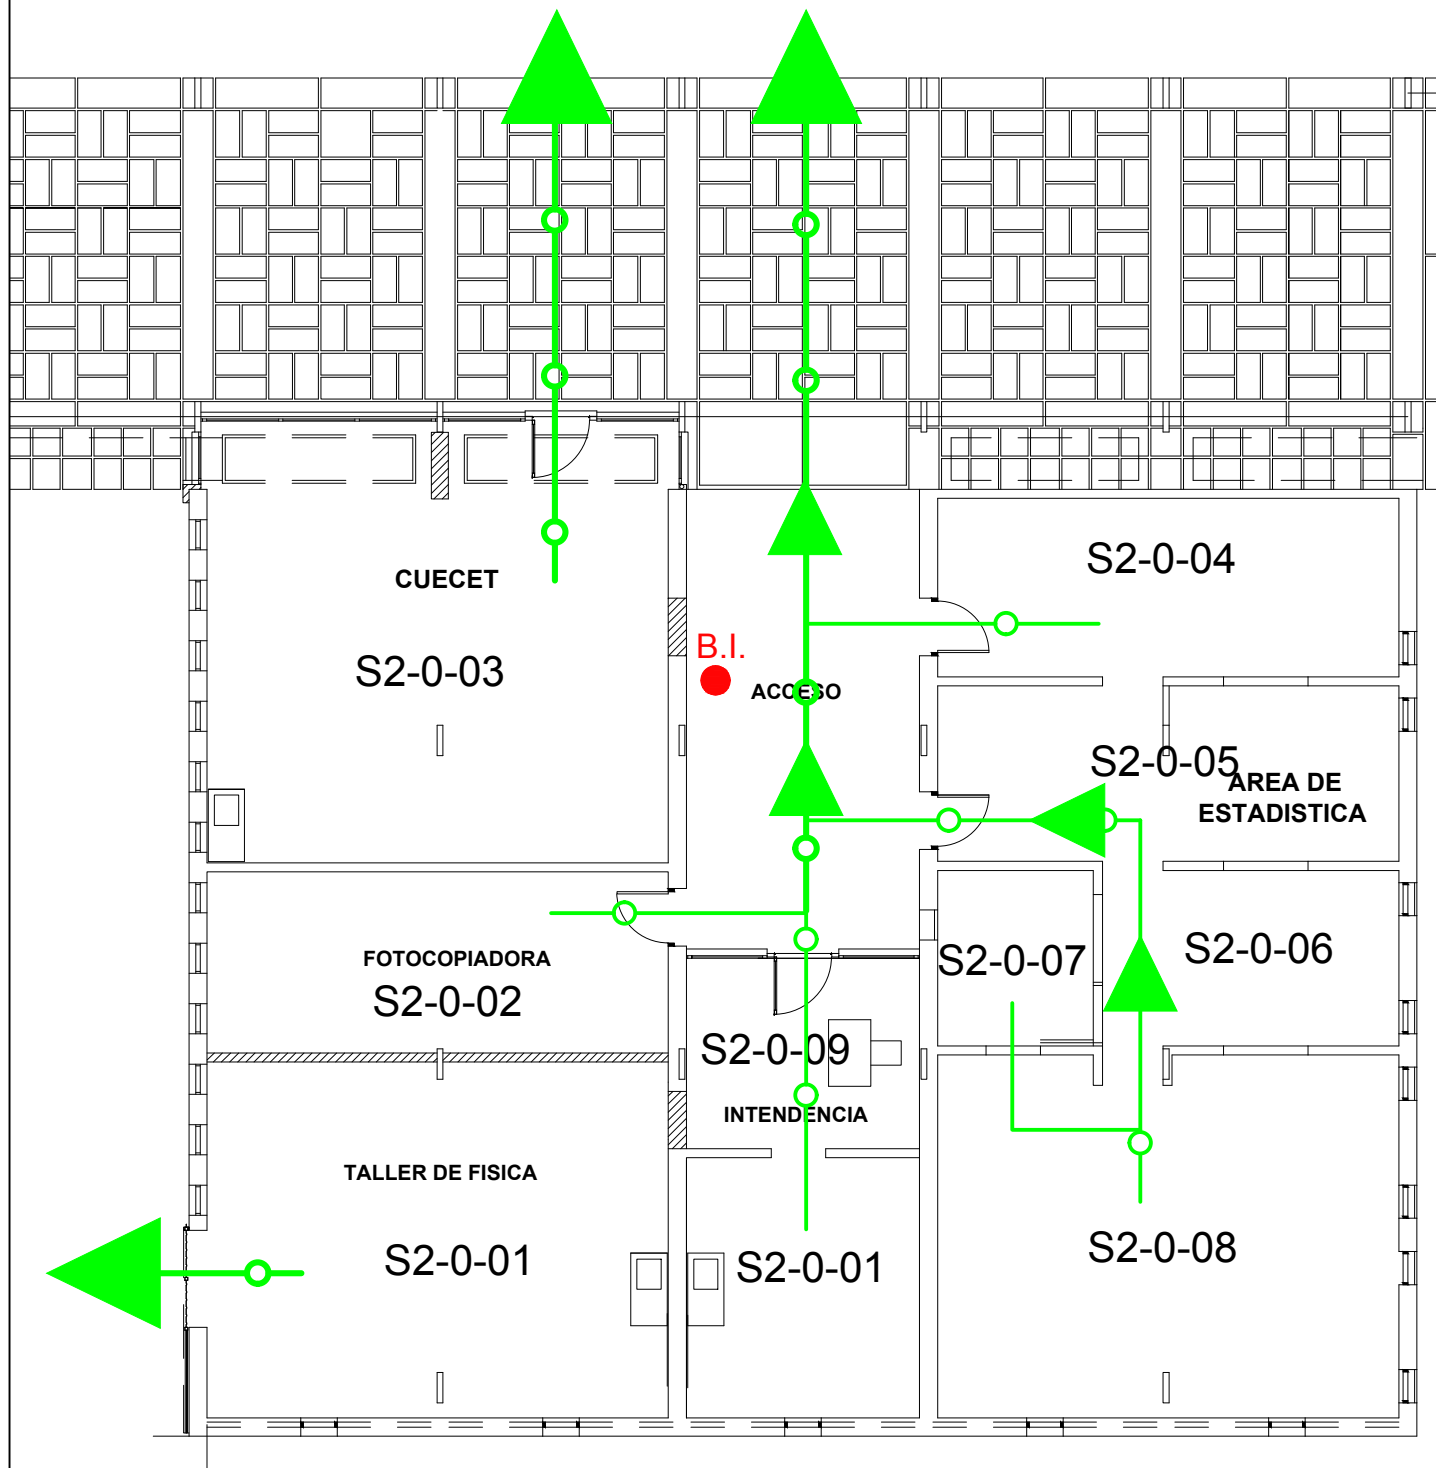 S2-0-04
CUECET
B.I.
S2-0-03
ACCESO
S2-0-05
AREA DE
ESTADISTICA
S2-0-07
S2-0-06
FOTOCOPIADORA
S2-0-02
S2-0-09
INTENDENCIA
TALLER DE FISICA
S2-0-08
S2-0-01
S2-0-01